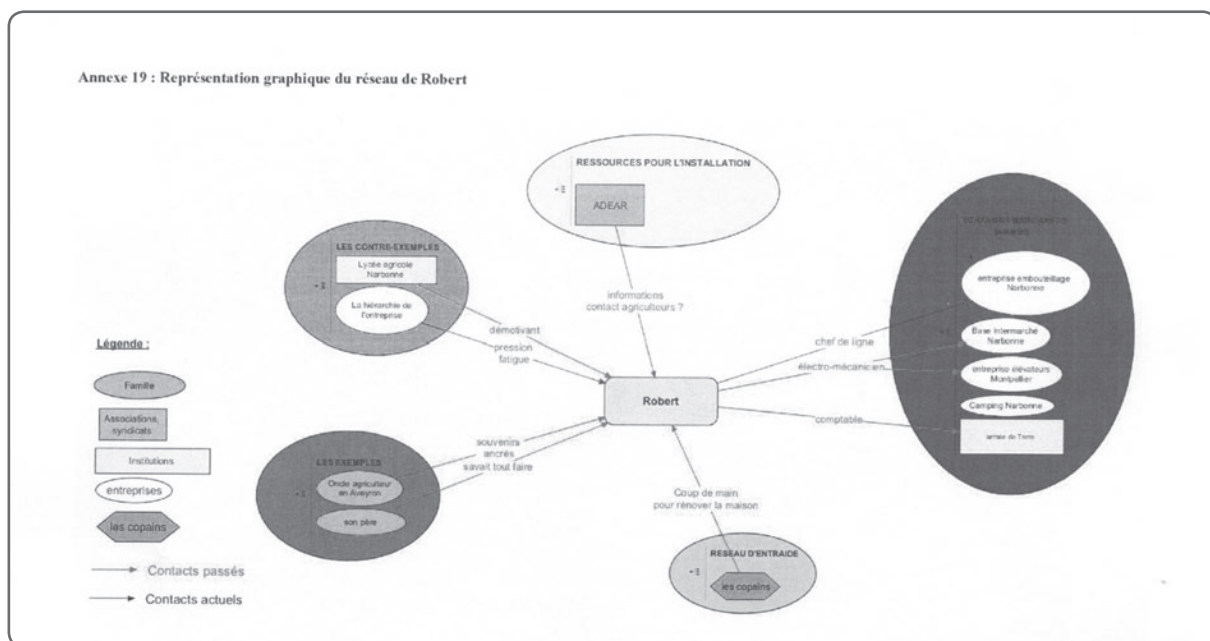 Annexe 19 : Représentation graphique du réseau de Robert
RESSOURCES POUR L'INSTALLATION
ADEAR
LES CONTRE-EXEMPLES
Lycée agricole
Narbonne
La hiérarchie de
l'entreprise
informations
contact agriculteurs ?
démotivant
pression
fatigue
entreprise embouteillage
Narbonne
Base Intermarché
Narbonne
entreprise élévateurs
Montpellier
Camping Narbonne
armée de Terre
chef de ligne
électro-mécanicien
comptable
Robert
Légende :
Famille
Associations,
syndicats
Institutions
entreprises
les copains
Contacts passés
Contacts actuels
LES EXEMPLES
Oncle agriculteur
en Aveyron
son père
souvenirs
ancrés
savait tout faire
Coup de main
pour rénover la maison
RESEAU D'ENTRAIDE
les copains